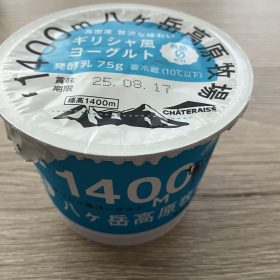 1400m八ヶ岳高原牧場
高密度 贅沢な味わい
ギリシャ風
ヨーグルト
発酵乳 75g 要冷蔵(10℃以下)
賞味
期限
25.08.17
標高1400m
CHATERAISÉ
1400
M
八ヶ岳高原牧